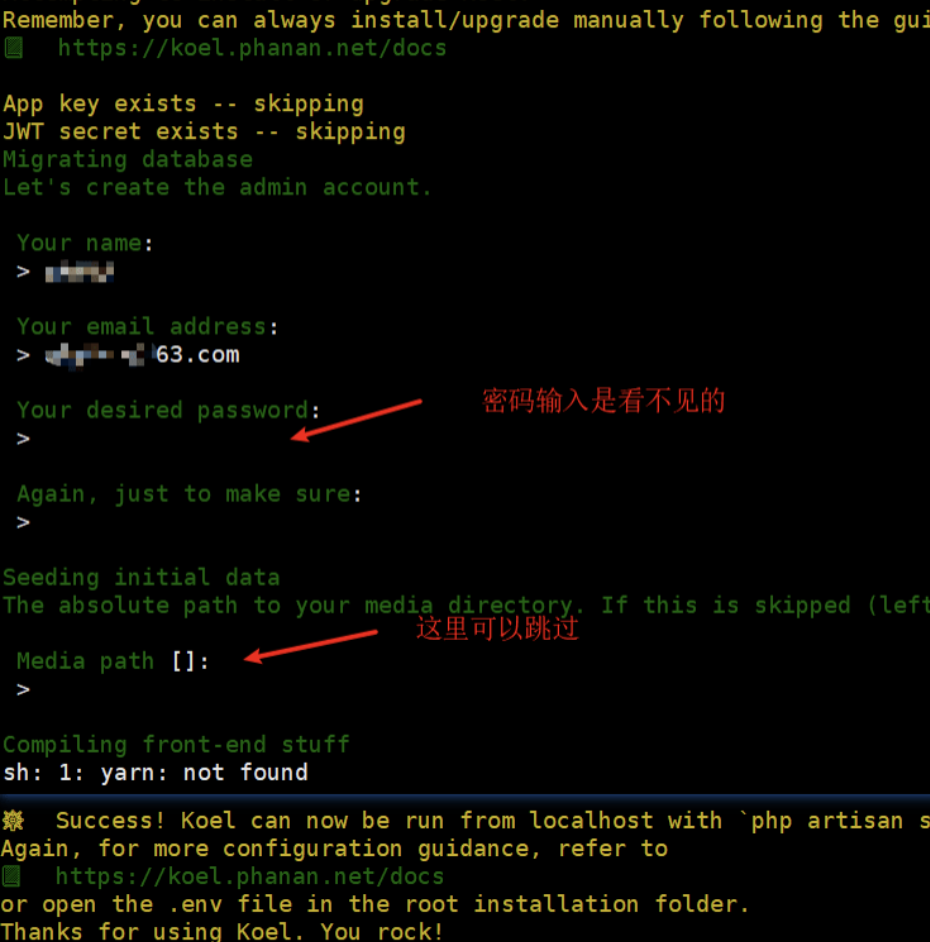 Remember, you can always install/upgrade manually following the gui
https://koel.phanan.net/docs
App key exists -- skipping
JWT secret exists -- skipping
Migrating database
Let's create the admin account.
Your name:
>
Your email address:
> 63.com
Your desired password:
密码输入是看不见的
>
Again, just to make sure:
>
Seeding initial data
The absolute path to your media directory. If this is skipped (left
这里可以跳过
Media path []:
>
Compiling front-end stuff
sh: 1: yarn: not found
Success! Koel can now be run from localhost with `php artisan s
Again, for more configuration guidance, refer to
https://koel.phanan.net/docs
or open the .env file in the root installation folder.
Thanks for using Koel. You rock!